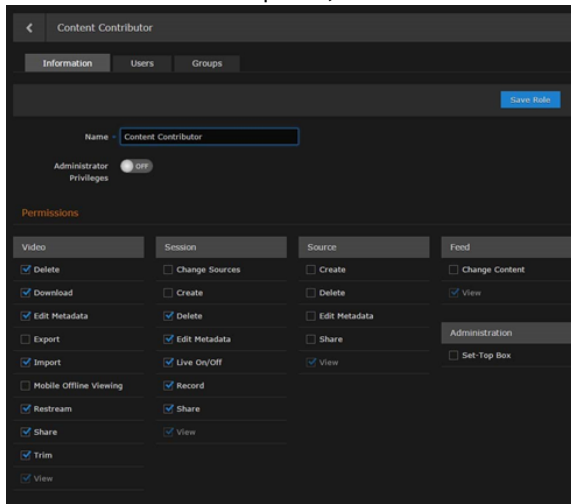 Content Contributor
Information Users Groups
Save Role
Name Content Contributor
Administrator Privileges OFF
Permissions
Video
Delete
Download
Edit Metadata
Export
Import
Mobile Offline Viewing
Restream
Share
Trim
View
Session
Change Sources
Create
Delete
Edit Metadata
Live On/Off
Record
Share
View
Source
Create
Delete
Edit Metadata
Share
View
Feed
Change Content
View
Administration
Set-Top Box